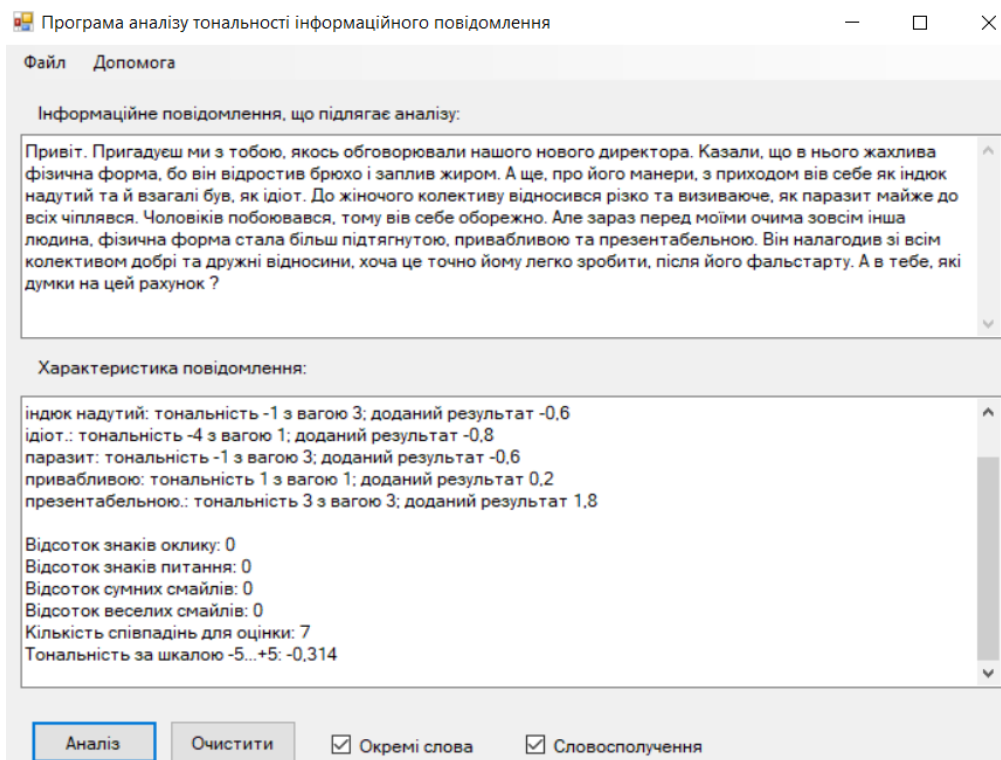 Програма аналізу тональності інформаційного повідомлення
Файл Допомога
Інформаційне повідомлення, що підлягає аналізу:
Привіт. Пригадуєш ми з тобою, якось обговорювали нашого нового директора. Казали, що в нього жахлива
фізична форма, бо він відростив брюхо і заплив жиром. А ще, про його манери, з приходом вів себе як індюк
надутий та й взагалі був, як ідіот. До жіночого колективу відносився різко та визиваюче, як паразит майже до
всіх чіплявся. Чоловіків побоювався, тому вів себе оборежно. Але зараз перед моїми очима зовсім інша
людина, фізична форма стала більш підтягнутою, привабливою та презентабельною. Він налагодив зі всім
колективом добрі та дружні відносини, хоча це точно йому легко зробити, після його фальстарту. А в тебе, які
думки на цей рахунок ?
Характеристика повідомлення:
індюк надутий: тональність -1 з вагою 3; доданий результат -0,6
ідіот.: тональність -4 з вагою 1; доданий результат -0,8
паразит: тональність -1 з вагою 3; доданий результат -0,6
привабливою: тональність 1 з вагою 1; доданий результат 0,2
презентабельною.: тональність 3 з вагою 3; доданий результат 1,8
Відсоток знаків оклику: 0
Відсоток знаків питання: 0
Відсоток сумних смайлів: 0
Відсоток веселих смайлів: 0
Кількість співпадінь для оцінки: 7
Тональність за шкалою -5...+5: -0,314
Аналіз Очистити Окремі слова Словосполучення